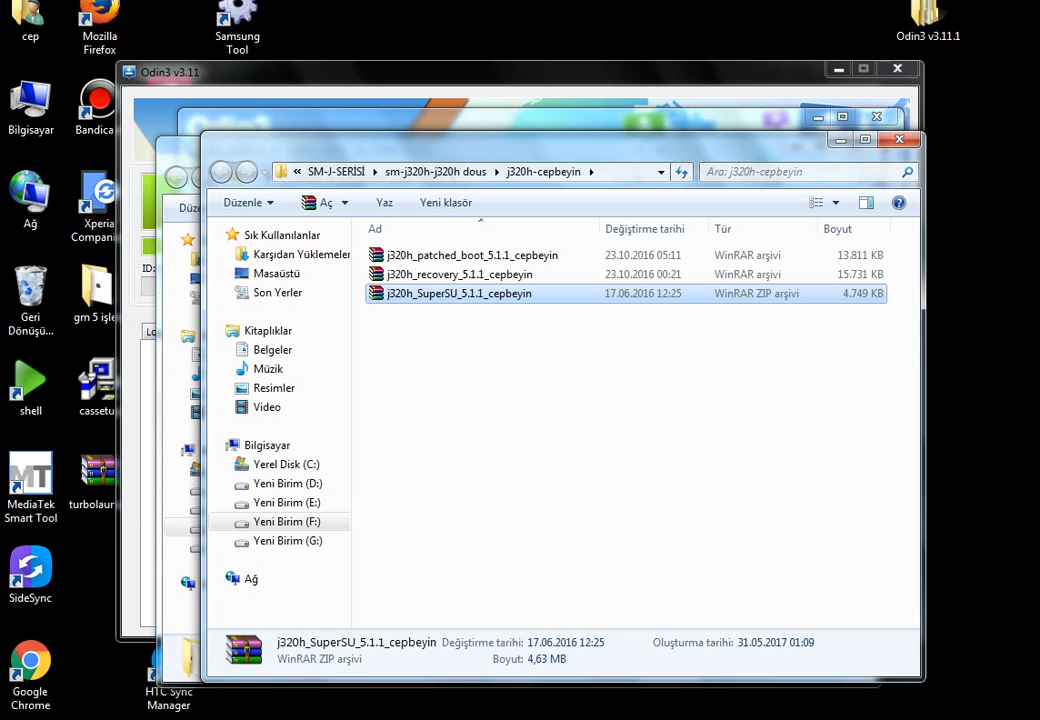 cep
Mozilla
Firefox
Samsung
Tool
Odin3 v3.11.1
Odin3 v3.11
Bilgisayar
Bandica
SM-J-SERİSİ
sm-j320h-j320h dous
j320h-cepbeyin
Ara: j320h-cepbeyin
Ağ
Xperia
Compani
Düze
Düzenle
Aç
Yaz
Yeni klasör
ID:
Ad
Değiştirme tarihi
Tür
Boyut
Sık Kullanılanlar
Karşıdan Yüklemeler
Masaüstü
Son Yerler
j320h_patched_boot_5.1.1_cepbeyin
23.10.2016 05:11
WinRAR arşivi
13.811 KB
j320h_recovery_5.1.1_cepbeyin
23.10.2016 00:21
WinRAR arşivi
15.731 KB
j320h_SuperSU_5.1.1_cepbeyin
17.06.2016 12:25
WinRAR ZIP arşivi
4.749 KB
Geri
Dönüşü...
gm 5 işle
Lo
Kitaplıklar
Belgeler
Müzik
Resimler
Video
shell
cassetu
Bilgisayar
Yerel Disk (C:)
Yeni Birim (D:)
Yeni Birim (E:)
Yeni Birim (F:)
Yeni Birim (G:)
MT
MediaTek
Smart Tool
turbolaur
Ağ
SideSync
j320h_SuperSU_5.1.1_cepbeyin
Değiştirme tarihi: 17.06.2016 12:25
Oluşturma tarihi: 31.05.2017 01:09
WinRAR ZIP arşivi
Boyut: 4,63 MB
Google
Chrome
HTC Sync
Manager